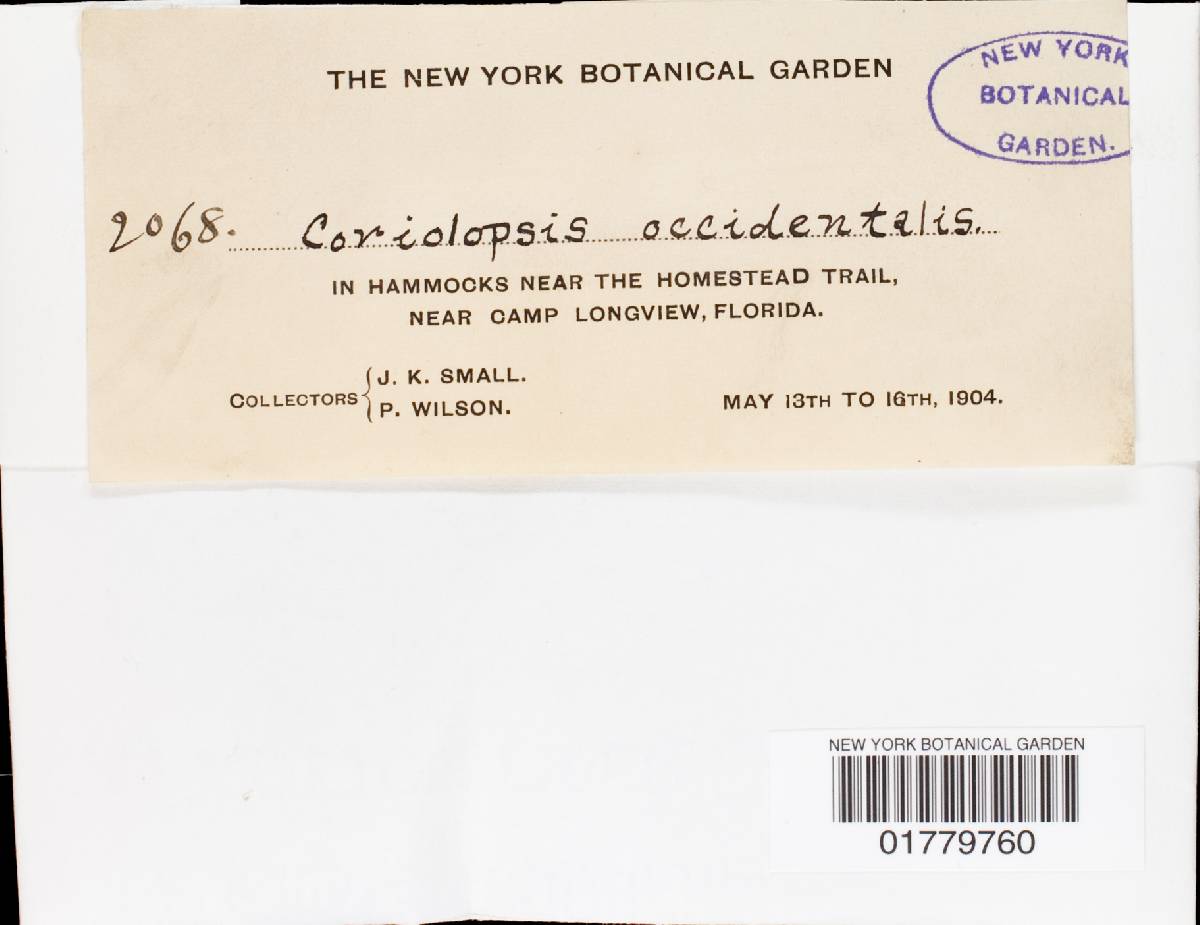 THE NEW YORK BOTANICAL GARDEN
NEW YORK
BOTANICAL
GARDEN.
2068. Coriolopsis occidentalis.
IN HAMMOCKS NEAR THE HOMESTEAD TRAIL,
NEAR CAMP LONGVIEW, FLORIDA.
COLLECTORS { J. K. SMALL.
P. WILSON.
MAY 13TH TO 16TH, 1904.
NEW YORK BOTANICAL GARDEN
01779760